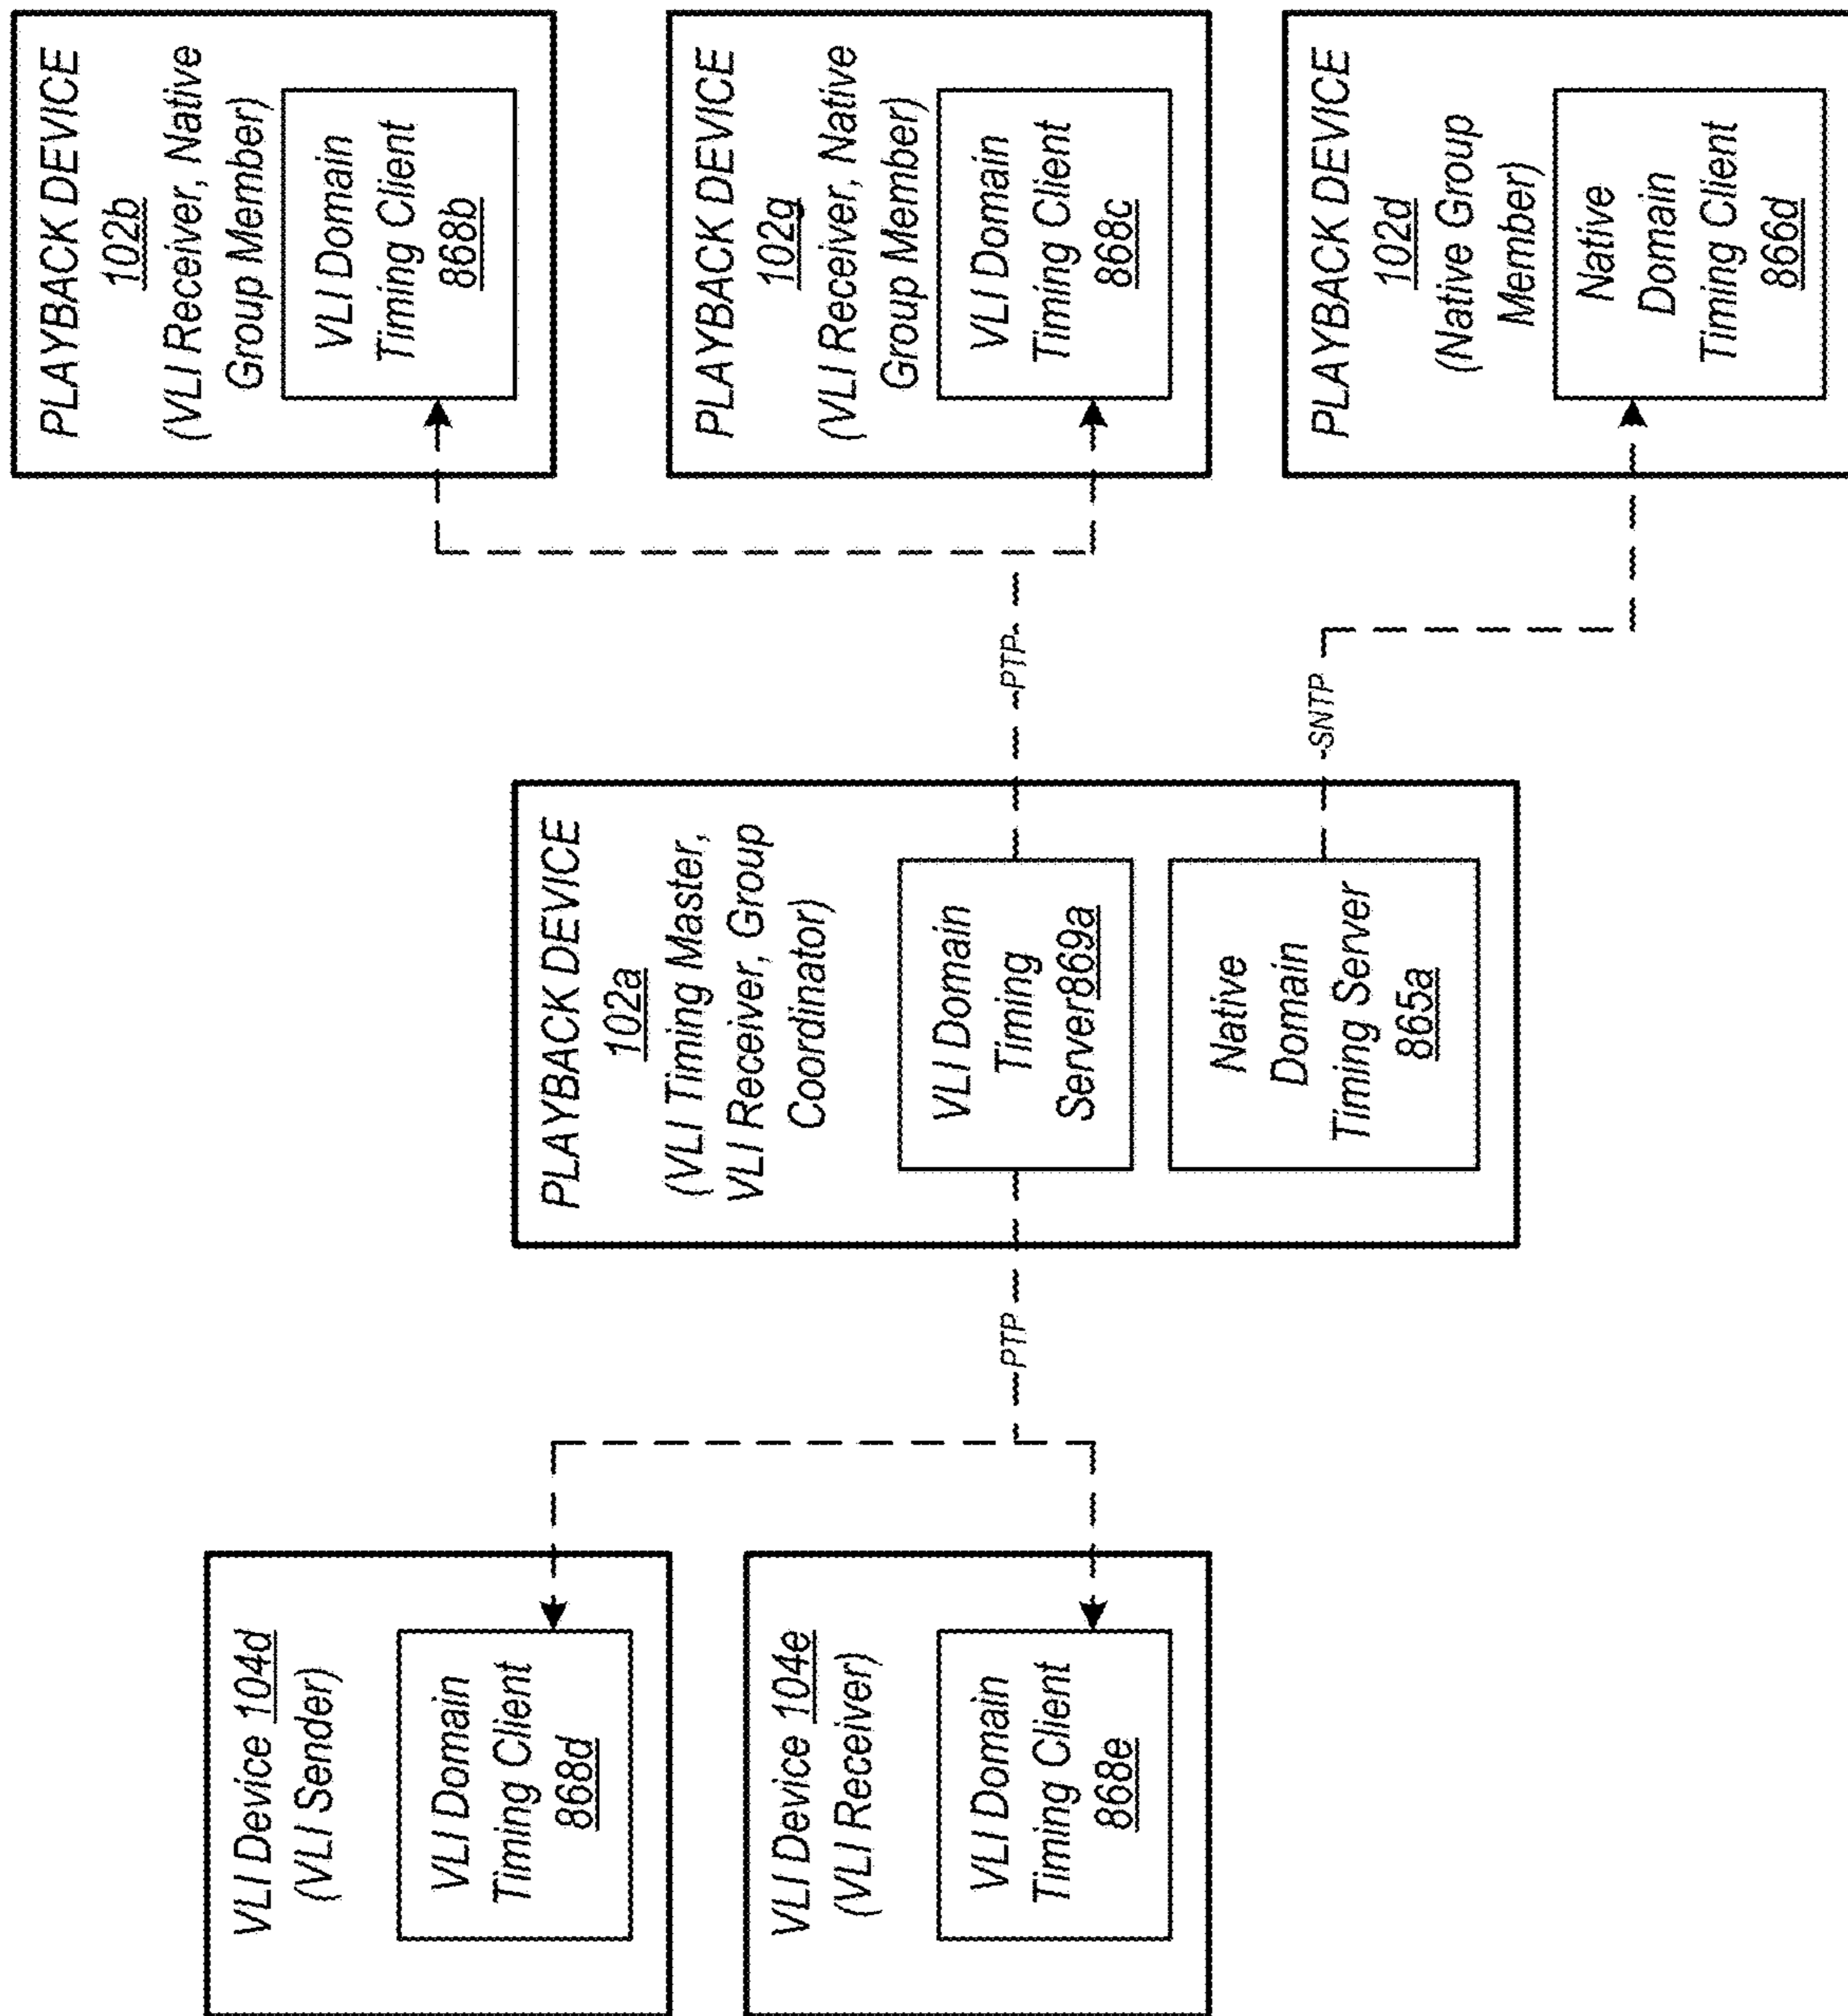 VLI Device 104d
(VLI Sender)
VLI Domain
Timing Client
868d
VLI Device 104e
(VLI Receiver)
VLI Domain
Timing Client
868e
PTP
PLAYBACK DEVICE
102a
(VLI Timing Master,
VLI Receiver, Group
Coordinator)
VLI Domain
Timing
Server869a
Native
Domain
Timing Server
865a
PTP
SNTP
PLAYBACK DEVICE
102b
(VLI Receiver, Native
Group Member)
VLI Domain
Timing Client
868b
PLAYBACK DEVICE
102g
(VLI Receiver, Native
Group Member)
VLI Domain
Timing Client
868c
PLAYBACK DEVICE
102d
(Native Group
Member)
Native
Domain
Timing Client
866d